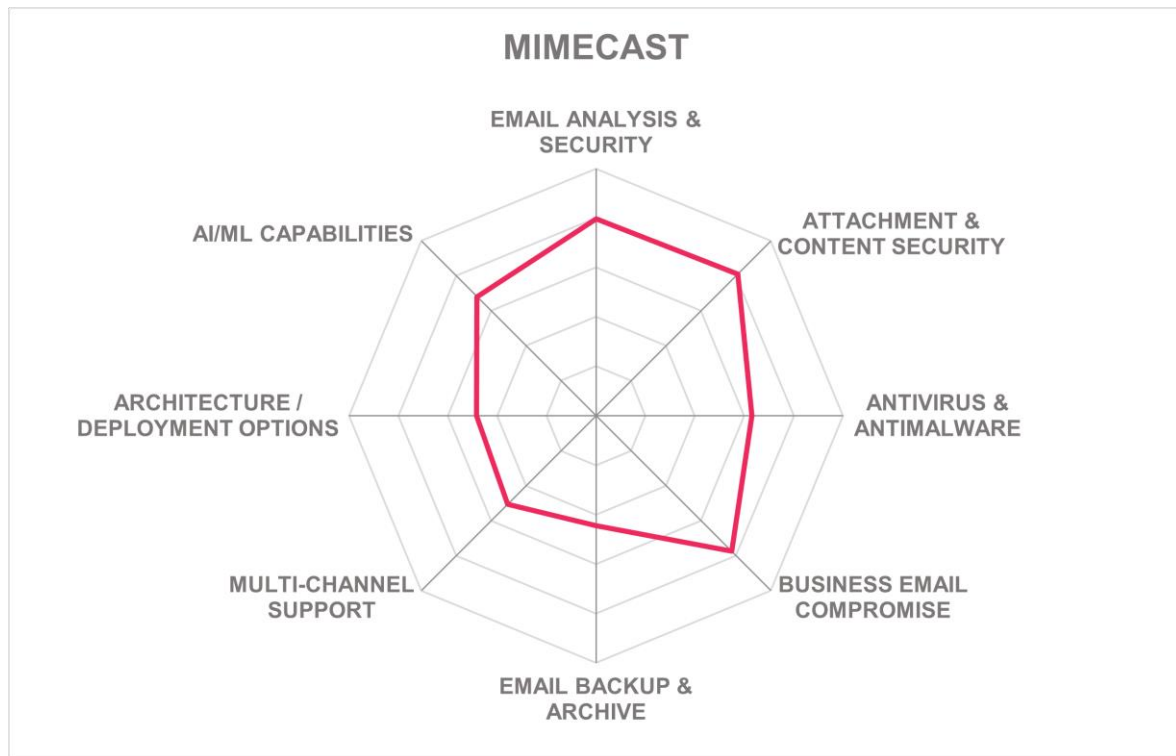 MIMECAST
EMAIL ANALYSIS &
SECURITY
ATTACHMENT &
CONTENT SECURITY
ANTIVIRUS &
ANTIMALWARE
BUSINESS EMAIL
COMPROMISE
EMAIL BACKUP &
ARCHIVE
MULTI-CHANNEL
SUPPORT
ARCHITECTURE /
DEPLOYMENT OPTIONS
AI/ML CAPABILITIES